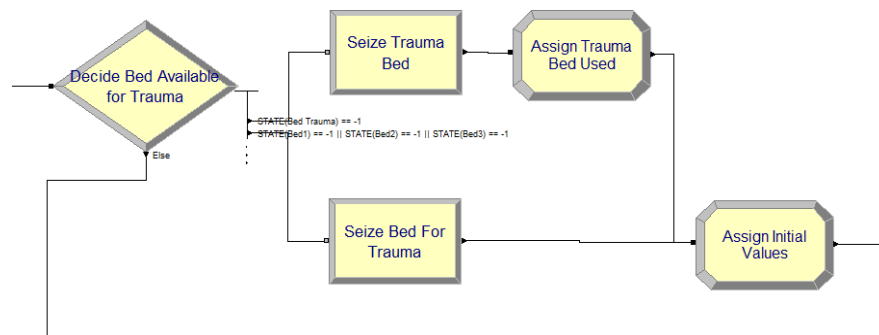 Decide Bed Available
for Trauma
Seize Trauma
Bed
Assign Trauma
Bed Used
STATE(Bed Trauma) == -1
STATE(Bed1) == -1 || STATE(Bed2) == -1 || STATE(Bed3) == -1
Else
Seize Bed For
Trauma
Assign Initial
Values